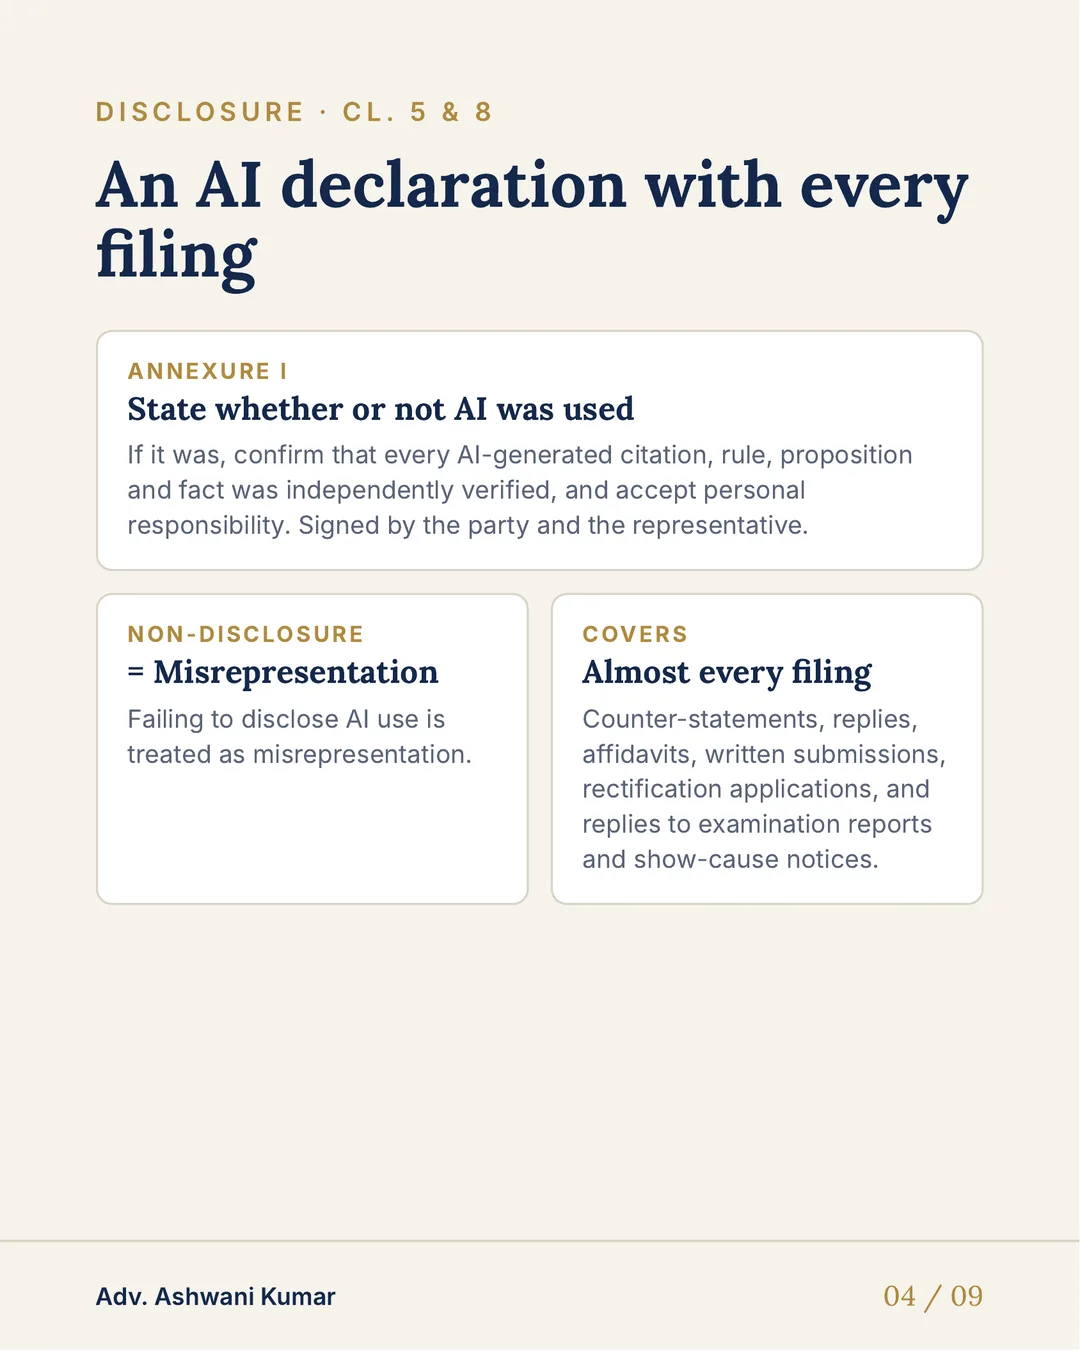 DISCLOSURE · CL. 5 & 8
An AI declaration with every
filing
ANNEXURE I
State whether or not AI was used
If it was, confirm that every AI-generated citation, rule, proposition
and fact was independently verified, and accept personal
responsibility. Signed by the party and the representative.
NON-DISCLOSURE
= Misrepresentation
Failing to disclose AI use is
treated as misrepresentation.
COVERS
Almost every filing
Counter-statements, replies,
affidavits, written submissions,
rectification applications, and
replies to examination reports
and show-cause notices.
Adv. Ashwani Kumar
04 / 09